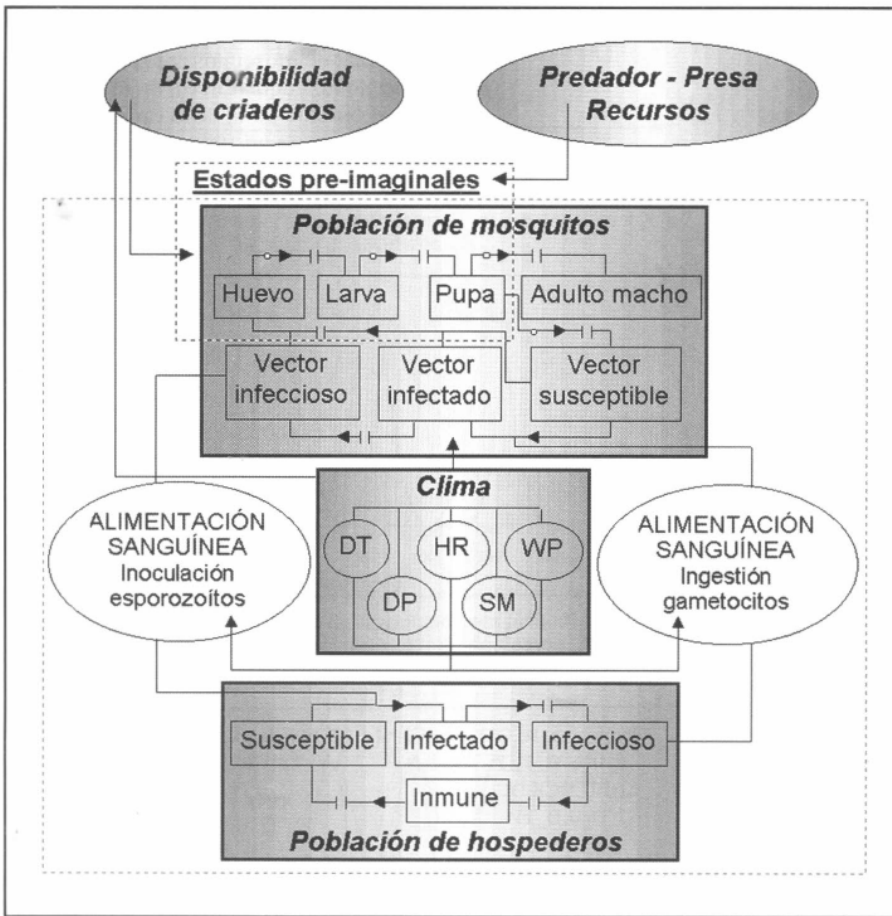 Disponibilidad
de criaderos
Predador - Presa
Recursos
Estados pre-imaginales
Población de mosquitos
Huevo
Larva
Pupa
Adulto macho
Vector
infeccioso
Vector
infectado
Vector
susceptible
Clima
DT
HR
WP
DP
SM
ALIMENTACIÓN
SANGUÍNEA
Inoculación
esporozoítos
ALIMENTACIÓN
SANGUÍNEA
Ingestión
gametocitos
Susceptible
Infectado
Infeccioso
Inmune
Población de hospederos